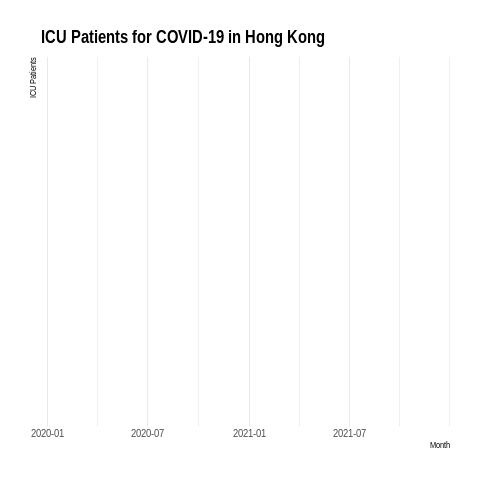 ICU Patients for COVID-19 in Hong Kong
ICU Patients
2020-01 2020-07 2021-01 2021-07
Month